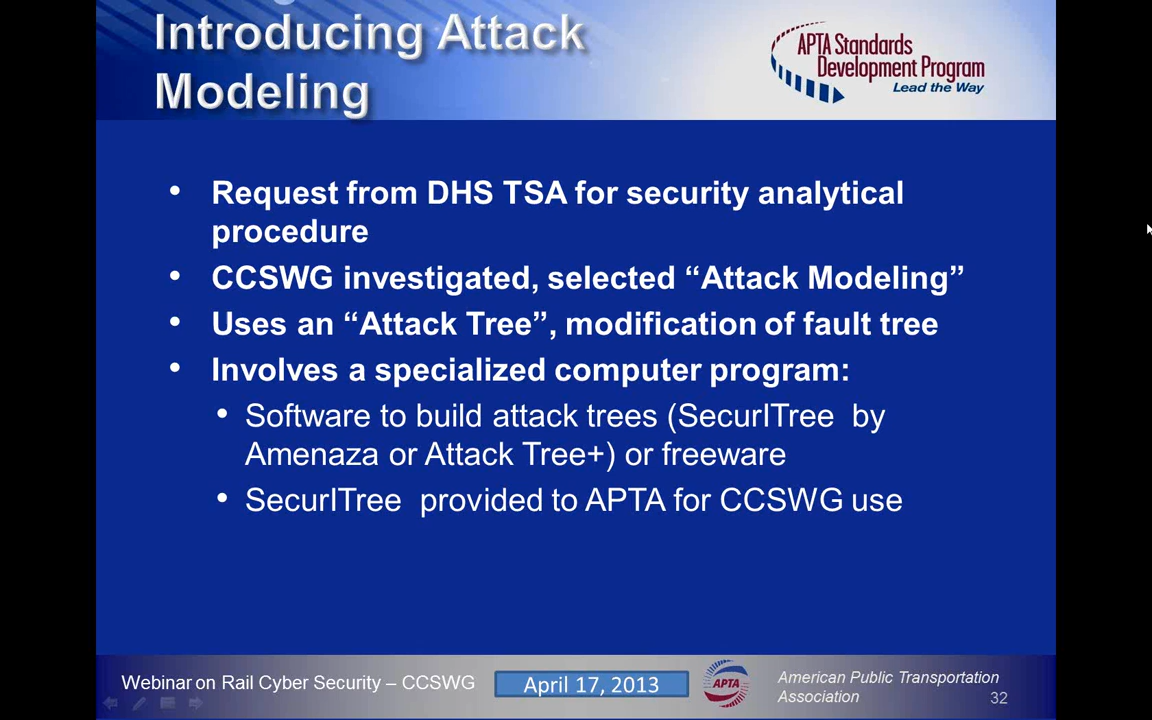 Introducing Attack
Modeling
APTA Standards
Development Program
Lead the Way
• Request from DHS TSA for security analytical
procedure
• CCSWG investigated, selected “Attack Modeling”
• Uses an “Attack Tree”, modification of fault tree
• Involves a specialized computer program:
• Software to build attack trees (SecurITree by
Amenaza or Attack Tree+) or freeware
• SecurITree provided to APTA for CCSWG use
Webinar on Rail Cyber Security – CCSWG
April 17, 2013
APTA
American Public Transportation
Association
32